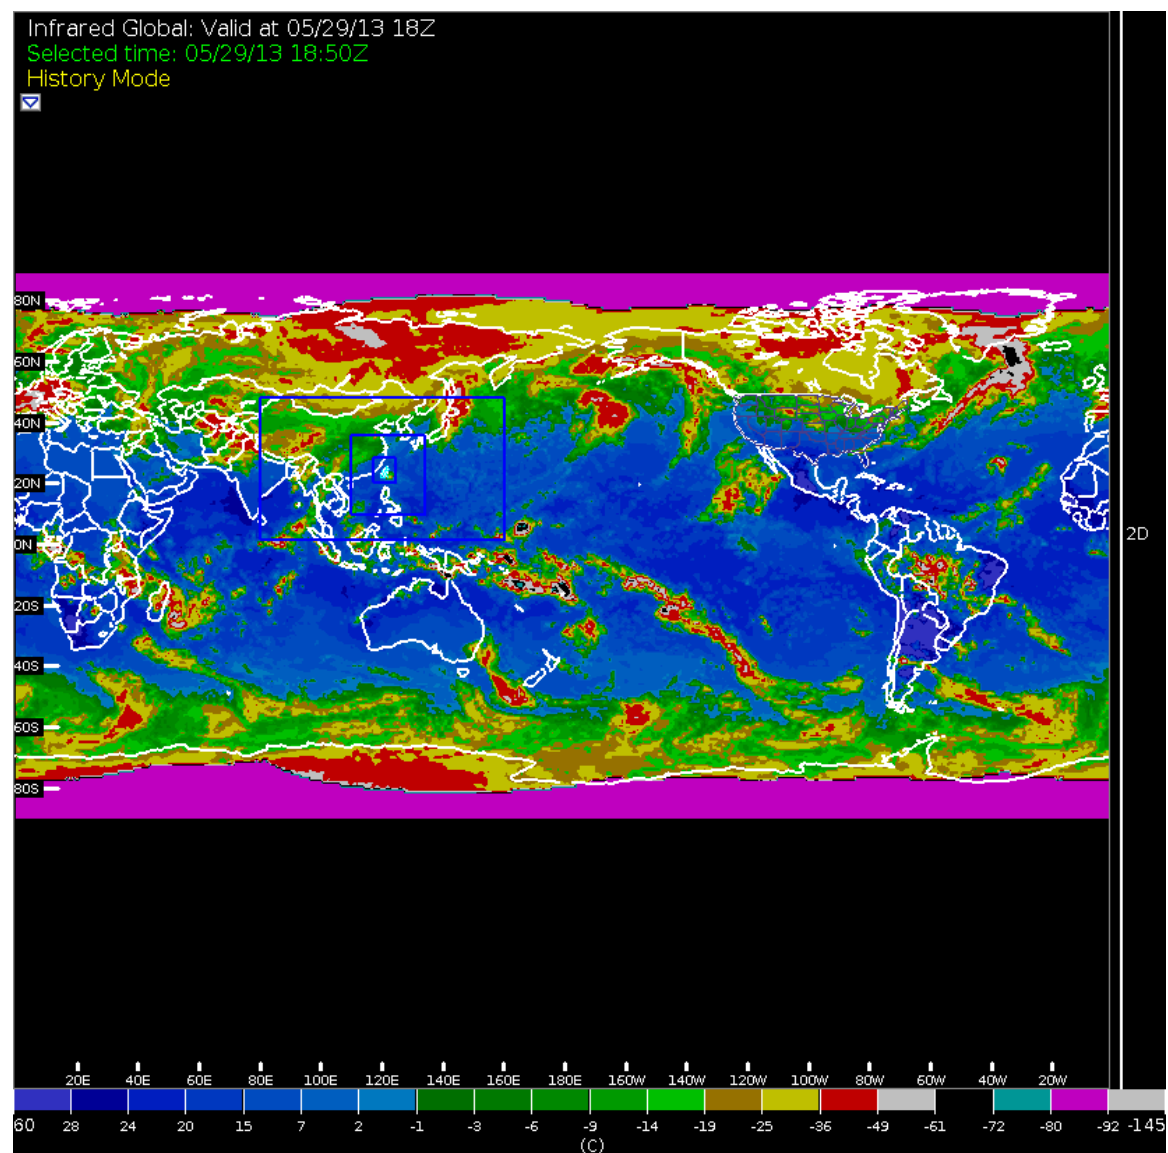 Infrared Global: Valid at 05/29/13 18Z
Selected time: 05/29/13 18:50Z
History Mode
80N
60N
40N
20N
0N
20S
40S
60S
80S
2D
20E 40E 60E 80E 100E 120E 140E 160E 180E 160W 140W 120W 100W 80W 60W 40W 20W
60 28 24 20 15 7 2 -1 -3 -6 -9 -14 -19 -25 -36 -49 -61 -72 -80 -92 -145
(C)